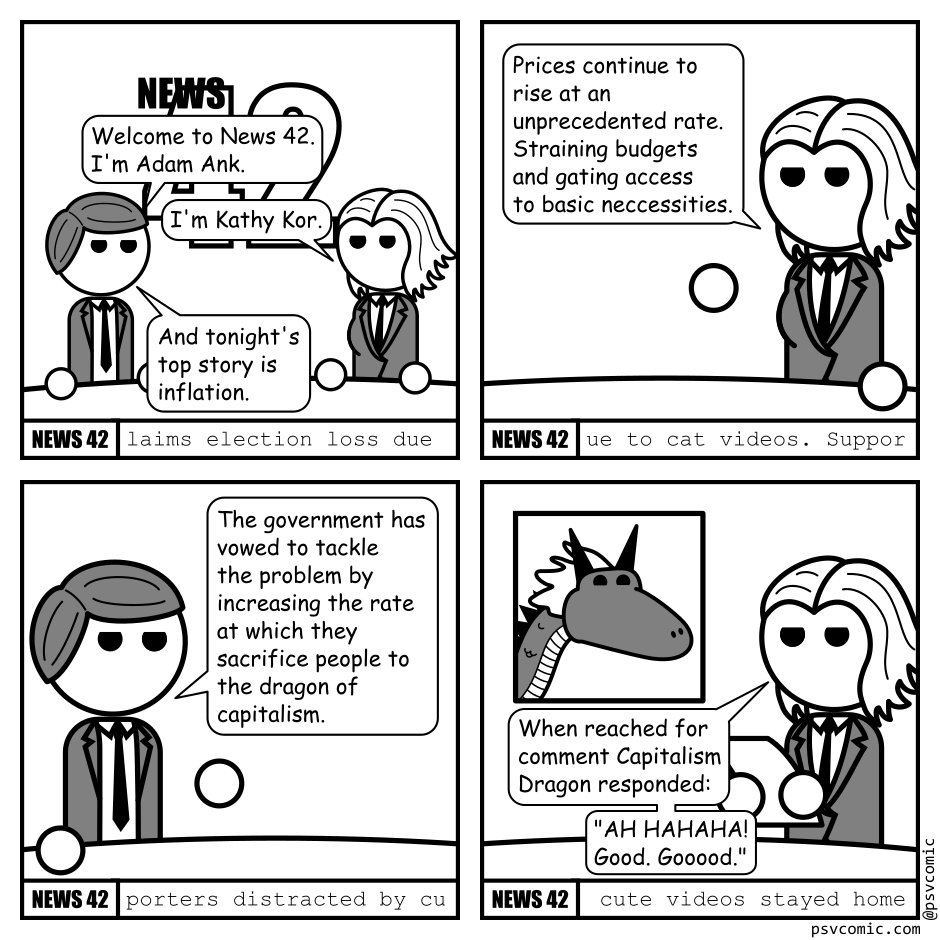 NEWS
42
Welcome to News 42.
I'm Adam Ank.
I'm Kathy Kor.
And tonight's
top story is
inflation.
NEWS 42
laims election loss due
Prices continue to
rise at an
unprecedented rate.
Straining budgets
and gating access
to basic neccessities.
NEWS 42
ue to cat videos. Suppor
The government has
vowed to tackle
the problem by
increasing the rate
at which they
sacrifice people to
the dragon of
capitalism.
NEWS 42
porters distracted by cu
When reached for
comment Capitalism
Dragon responded:
"AH HAHAHA!
Good. Gooood."
NEWS 42
cute videos stayed home
@psvcomic
psvcomic.com